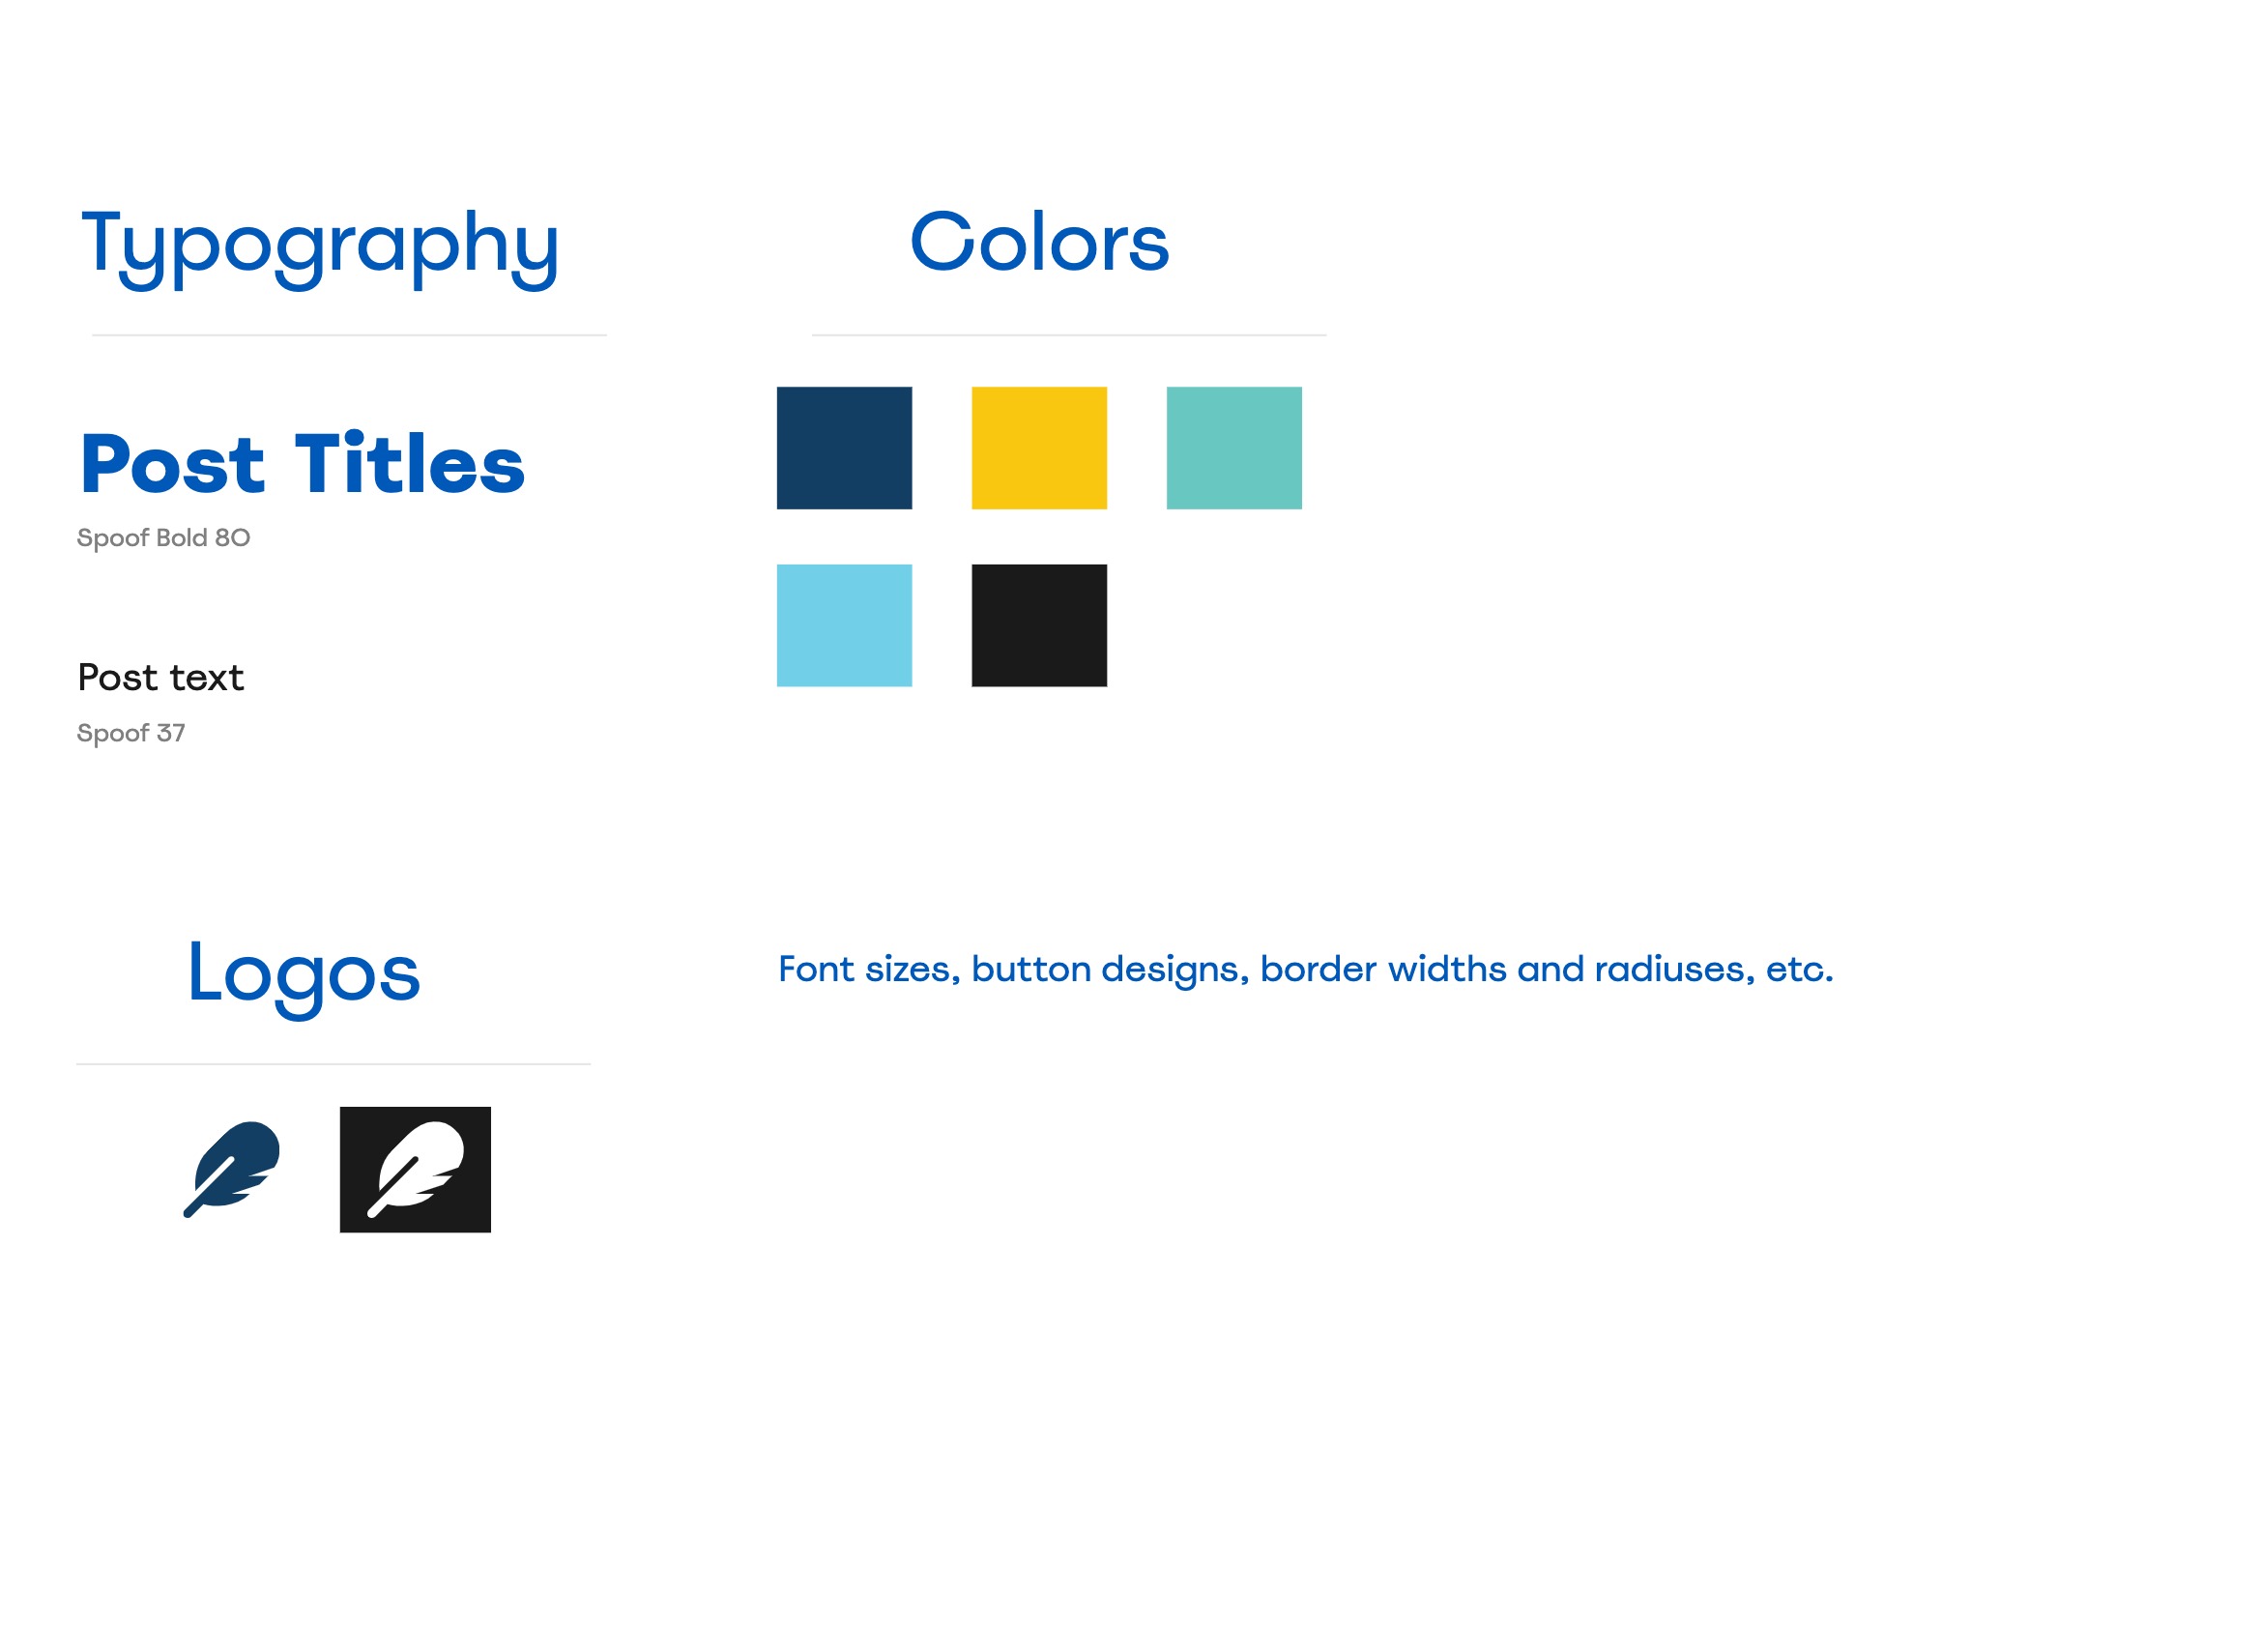 Typography
Post Titles
Spoof Bold 80
Post text
Spoof 37
Colors
Logos
Font sizes, button designs, border widths and radiuses, etc.